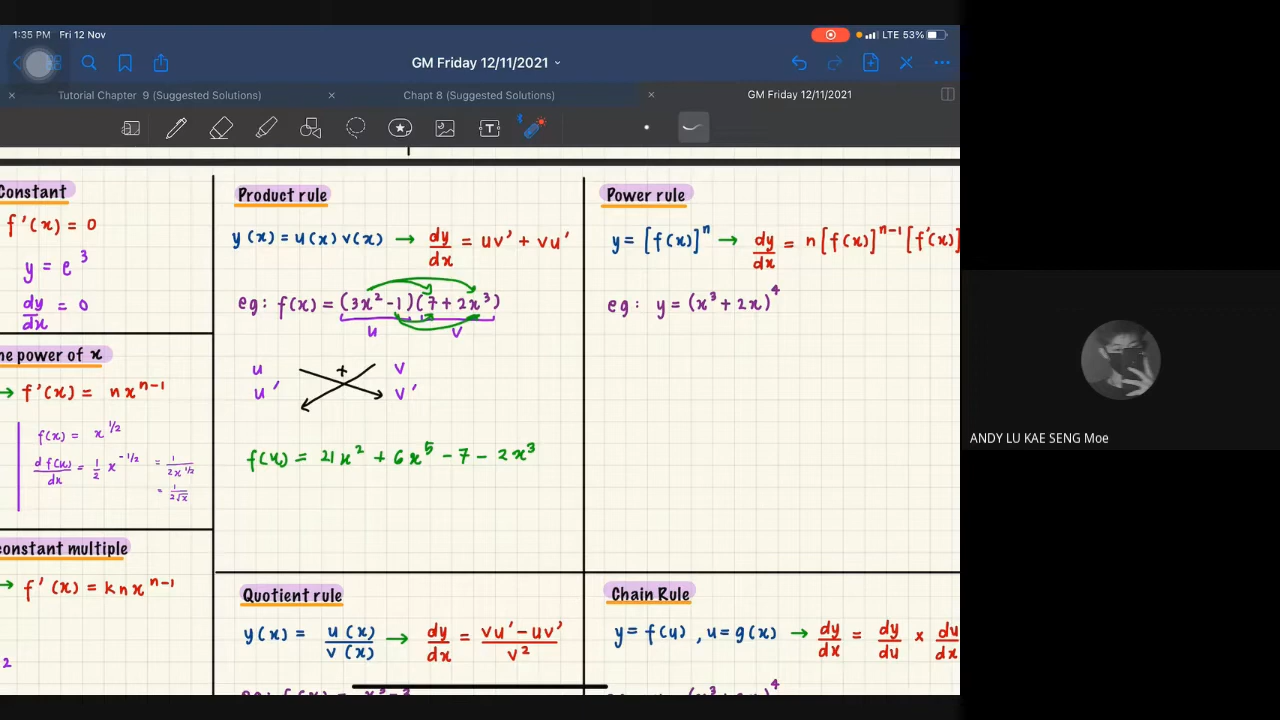 1:35 PM Fri 12 Nov
LTE 53%
GM Friday 12/11/2021
Tutorial Chapter 9 (Suggested Solutions)
Chapt 8 (Suggested Solutions)
GM Friday 12/11/2021
Constant
f'(x) = 0
y = e^3
dy/dx = 0
he power of x
→ f'(x) = nx^{n-1}
f(x) = x^{1/2}
d f(x)/dx = 1/2 x^{-1/2} = 1/2x^{1/2}
= 1/2√x
constant multiple
→ f'(x) = knx^{n-1}
2
Product rule
y(x) = u(x) v(x) → dy/dx = uv' + vu'
eg: f(x) = (3x² - 1)(7 + 2x³)
u v
u + v
u' v'
f(x) = 21x² + 6x⁵ - 7 - 2x³
Power rule
y = [f(x)]^n → dy/dx = n[f(x)]^{n-1} [f'(x)]
eg: y = (x³ + 2x)⁴
Quotient rule
y(x) = u(x)/v(x) → dy/dx = (vu' - uv')/v²
Chain Rule
y = f(u), u = g(x) → dy/dx = dy/du × du/dx
ANDY LU KAE SENG Moe